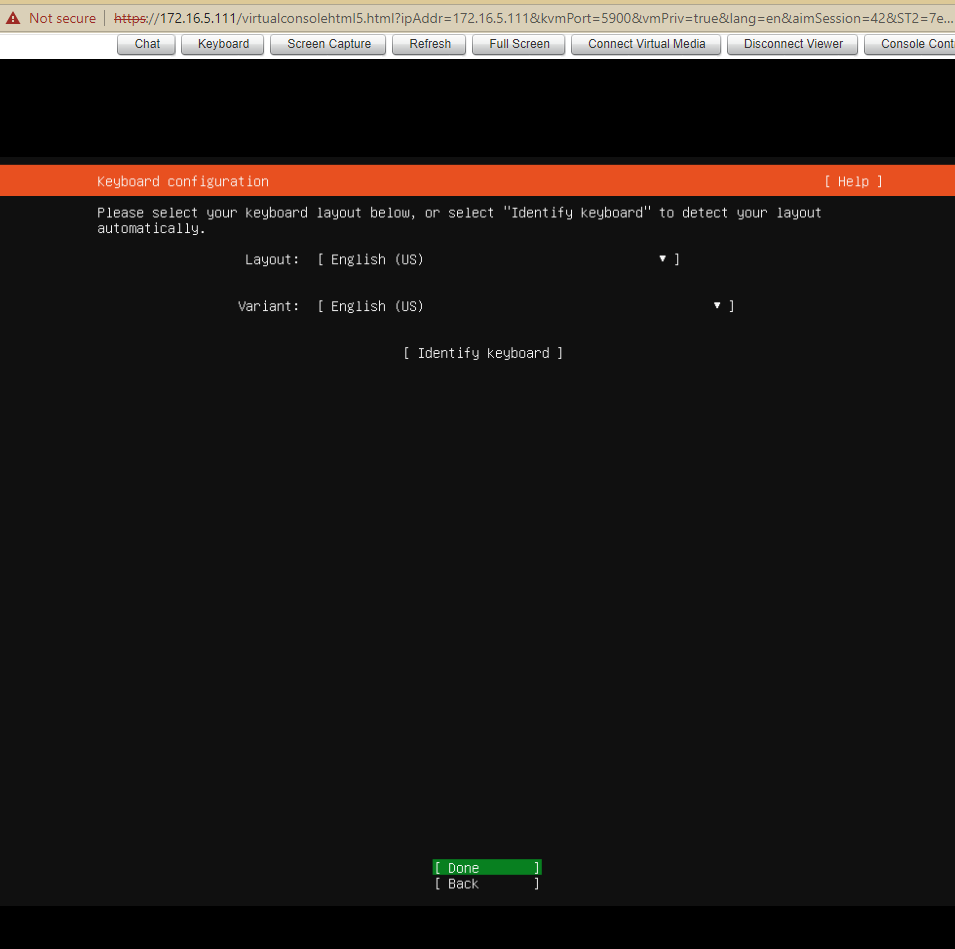 Not secure | https://172.16.5.111/virtualconsolehtml5.html?ipAddr=172.16.5.111&kvmPort=5900&vmPriv=true&lang=en&aimSession=42&ST2=7e...
Chat Keyboard Screen Capture Refresh Full Screen Connect Virtual Media Disconnect Viewer Console Cont
Keyboard configuration [ Help ]
Please select your keyboard layout below, or select "Identify keyboard" to detect your layout
automatically.
Layout: [ English (US) ▾ ]
Variant: [ English (US) ▾ ]
[ Identify keyboard ]
[ Done ]
[ Back ]